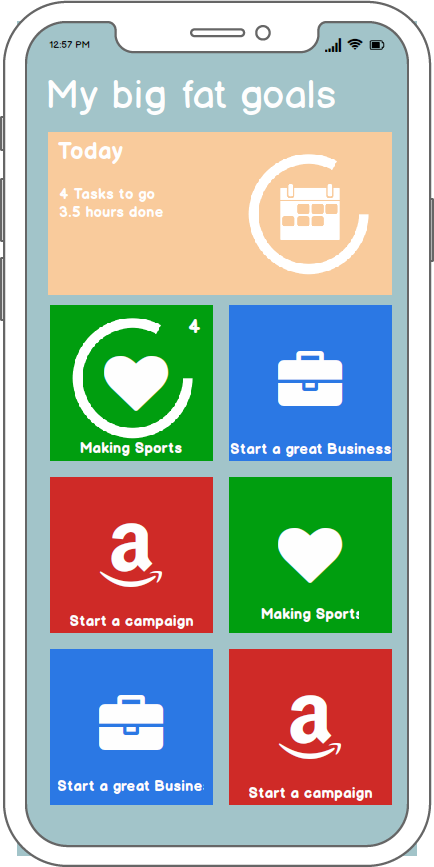 12:57 PM
My big fat goals
Today
4 Tasks to go
3.5 hours done
4
Making Sports
Start a great Business
a
Start a campaign
Making Sports
Start a great Busine
a
Start a campaign